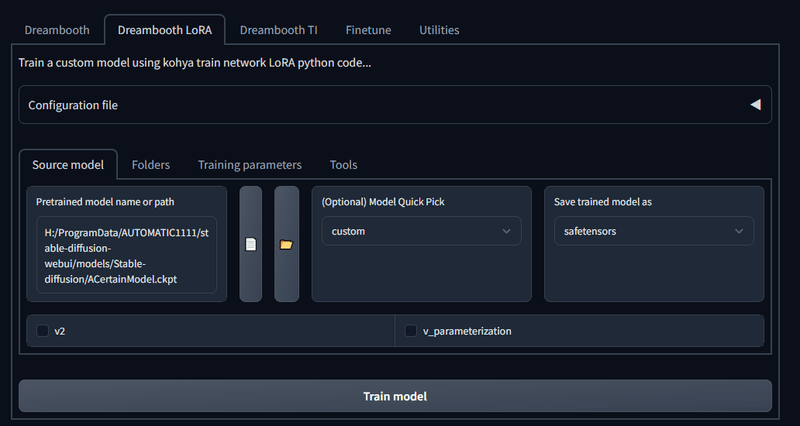 Dreambooth Dreambooth LoRA Dreambooth TI Finetune Utilities
Train a custom model using kohya train network LoRA python code...
Configuration file
Source model Folders Training parameters Tools
Pretrained model name or path
H:/ProgramData/AUTOMATIC1111/st
able-diffusion-
webui/models/Stable-
diffusion/ACertainModel.ckpt
(Optional) Model Quick Pick
custom
Save trained model as
safetensors
v2
v_parameterization
Train model